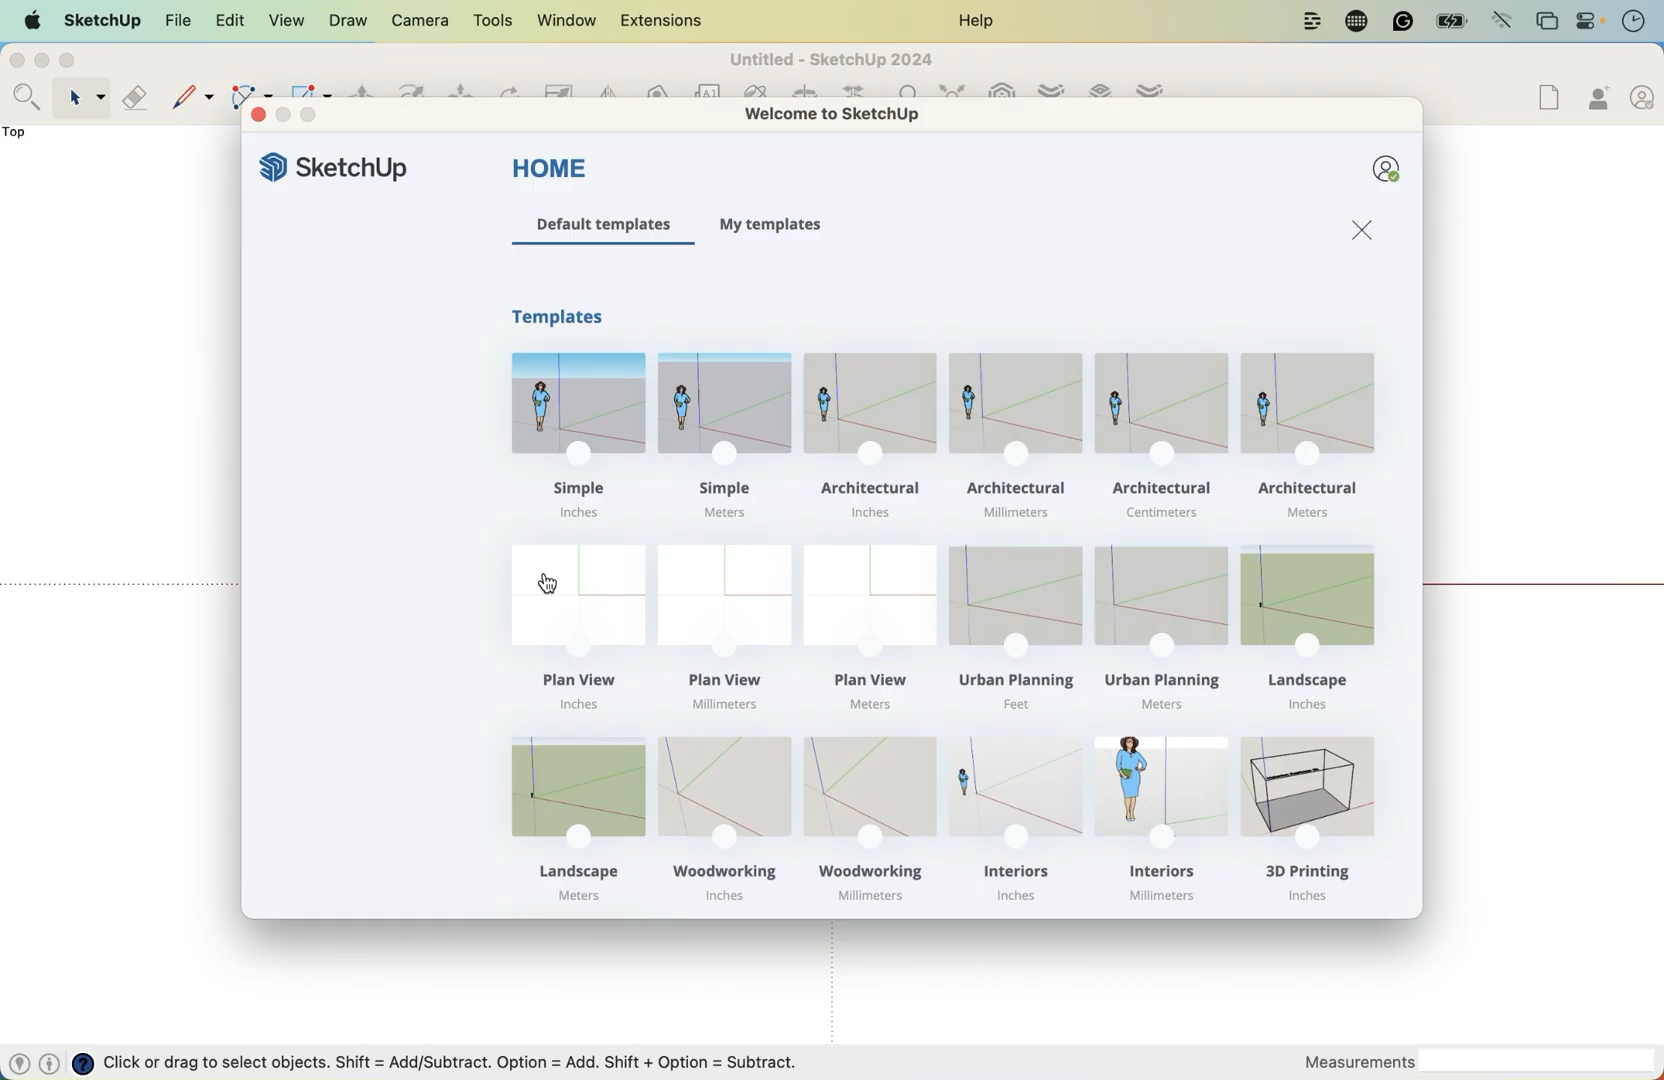 SketchUp File Edit View Draw Camera Tools Window Extensions Help
Untitled - SketchUp 2024
Top
Welcome to SketchUp
SketchUp HOME
Default templates My templates
Templates
Simple Simple Architectural Architectural Architectural Architectural
Inches Meters Inches Millimeters Centimeters Meters
Plan View Plan View Plan View Urban Planning Urban Planning Landscape
Inches Millimeters Meters Feet Meters Inches
Landscape Woodworking Woodworking Interiors Interiors 3D Printing
Meters Inches Millimeters Inches Millimeters Inches
Click or drag to select objects. Shift = Add/Subtract. Option = Add. Shift + Option = Subtract. Measurements